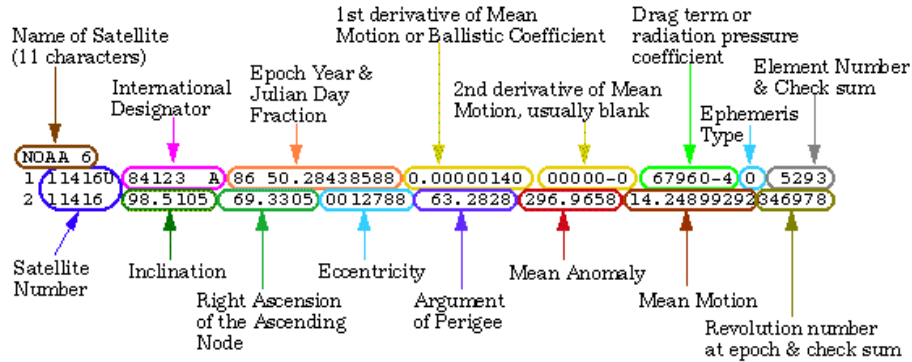 Name of Satellite
(11 characters)
International
Designator
Epoch Year &
Julian Day
Fraction
1st derivative of Mean
Motion or Ballistic Coefficient
2nd derivative of Mean
Motion, usually blank
Drag term or
radiation pressure
coefficient
Ephemeris
Type
Element Number
& Check sum
NOAA 6
1 11416U 84123 A 86 50.28438588 0.00000140 00000-0 67960-4 0 5293
2 11416 98.5105 69.3305 0012788 63.2828 296.9658 14.24899292 346978
Satellite
Number
Inclination
Right Ascension
of the Ascending
Node
Eccentricity
Argument
of Perigee
Mean Anomaly
Mean Motion
Revolution number
at epoch & check sum